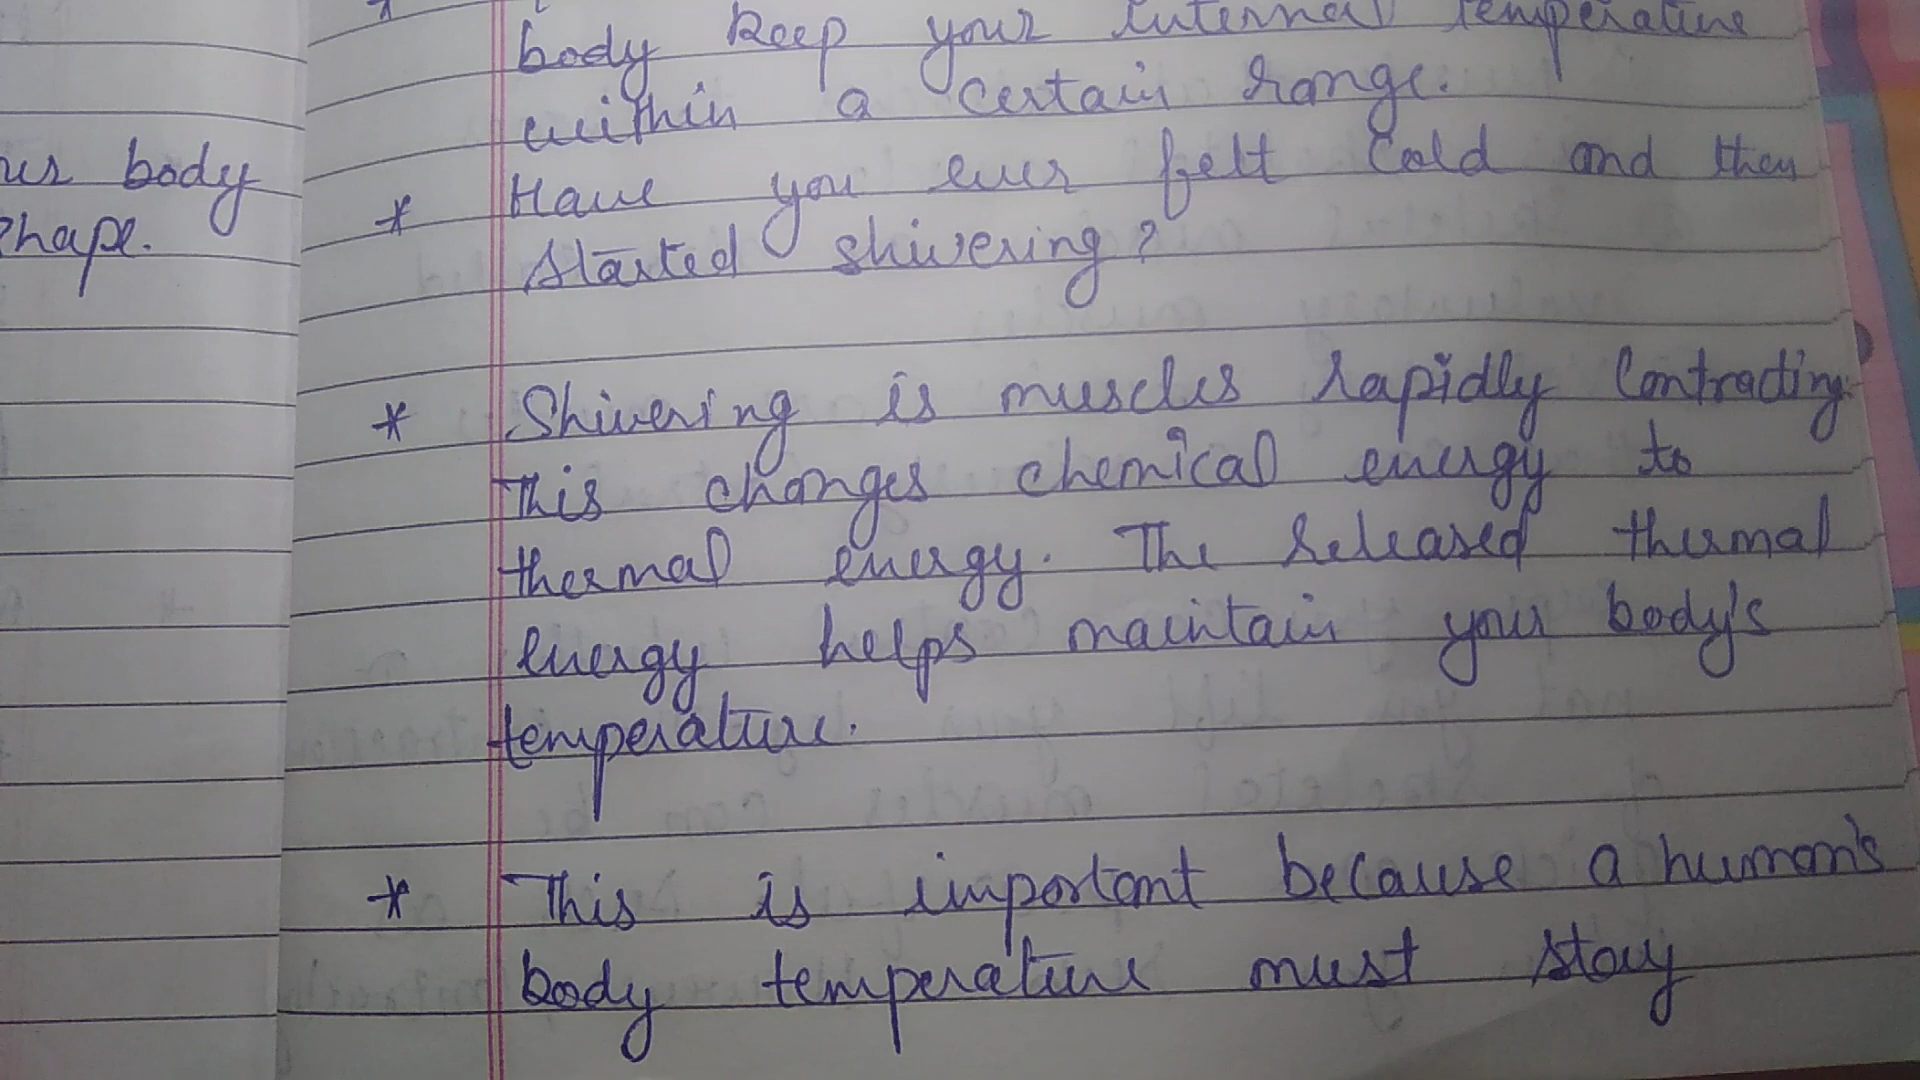 ur body
shape.
body keep your internal temperature
within a certain range.
* Have you ever felt cold and then
started shivering?
* Shivering is muscles rapidly contracting.
This changes chemical energy to
thermal energy. The released thermal
energy helps maintain your body's
temperature.
* This is important because a human's
body temperature must stay